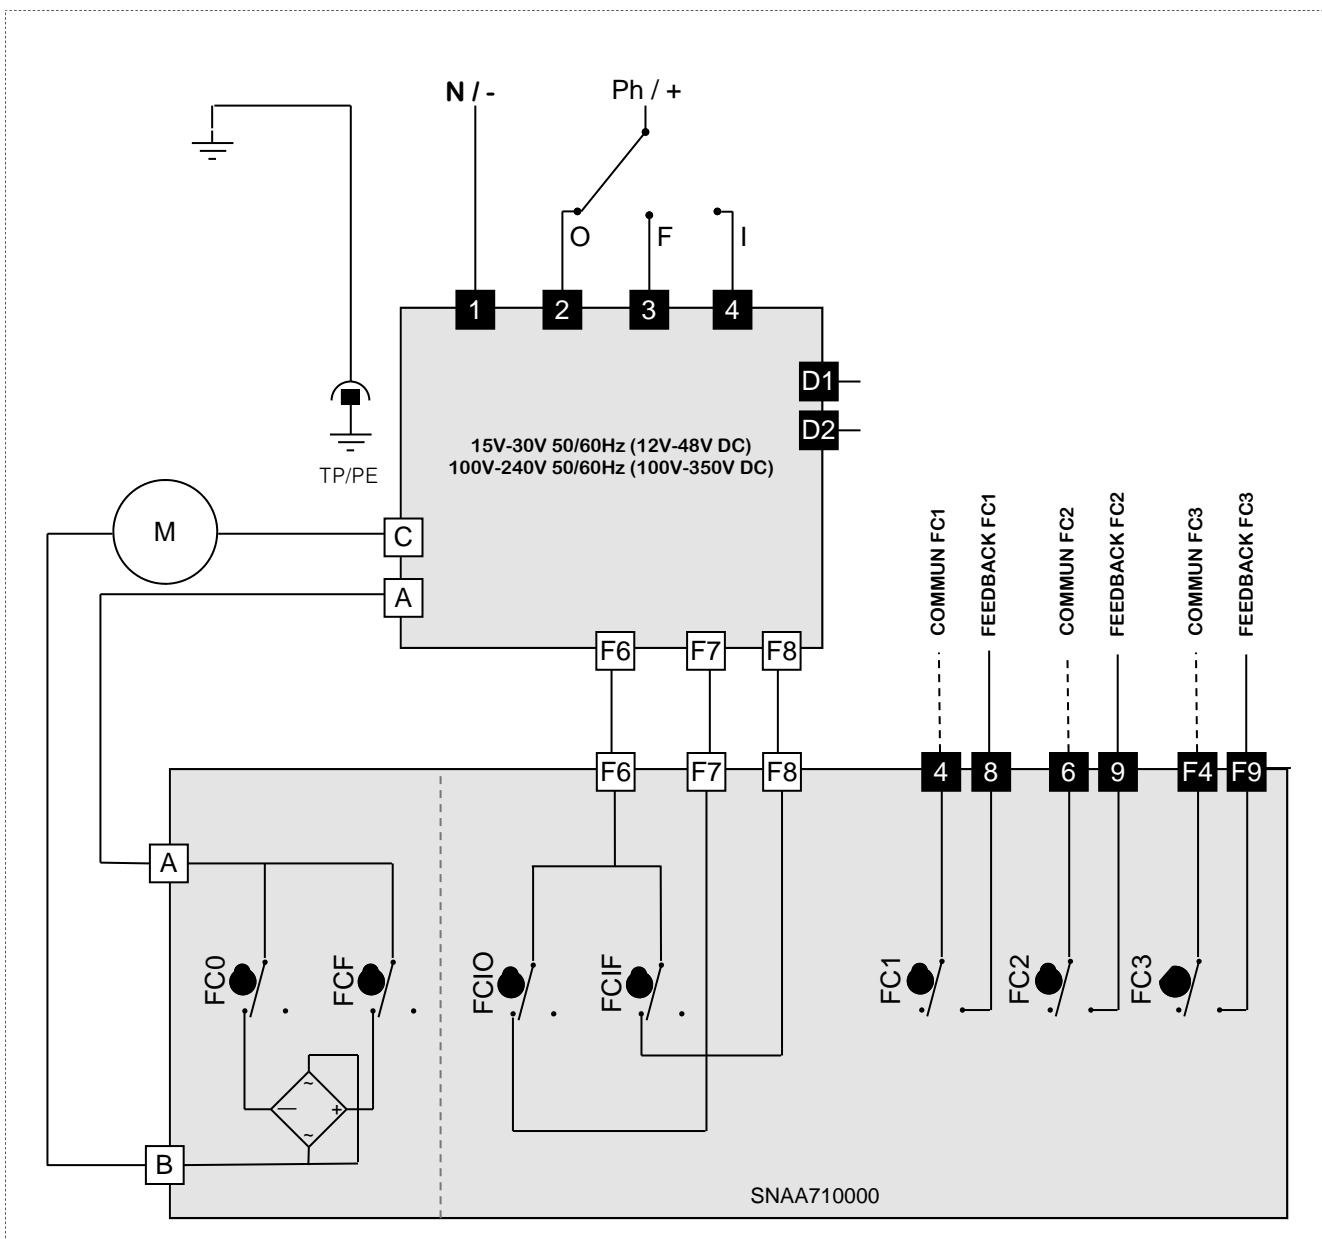 N / -
Ph / +
O
F
I
1
2
3
4
D1
D2
15V-30V 50/60Hz (12V-48V DC)
100V-240V 50/60Hz (100V-350V DC)
TP/PE
M
C
A
F6
F7
F8
COMMUN FC1
FEEDBACK FC1
COMMUN FC2
FEEDBACK FC2
COMMUN FC3
FEEDBACK FC3
F6
F7
F8
4
8
6
9
F4
F9
A
FC0
FCF
FCIO
FCIF
FC1
FC2
FC3
~
—
+
~
B
SNAA710000